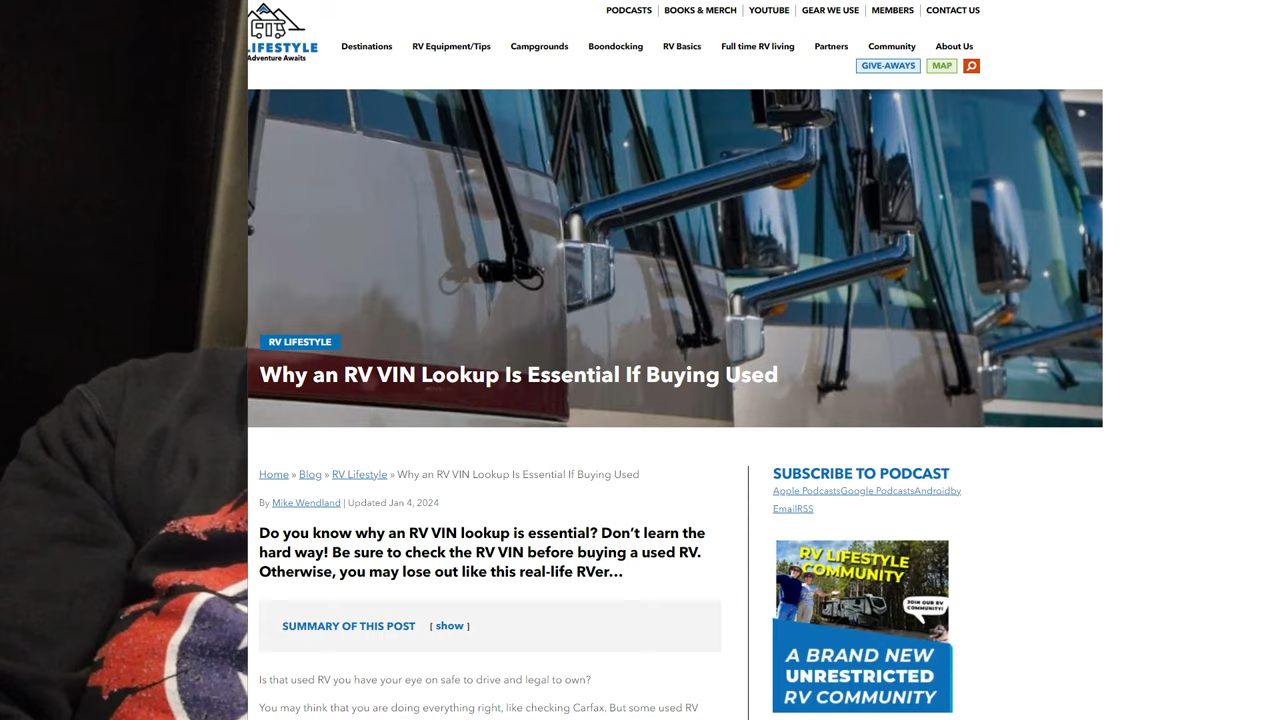 PODCASTS BOOKS & MERCH YOUTUBE GEAR WE USE MEMBERS CONTACT US
LIFESTYLE
Adventure Awaits
Destinations RV Equipment/Tips Campgrounds Boondocking RV Basics Full time RV living Partners Community About Us
GIVE-AWAYS MAP
RV LIFESTYLE
Why an RV VIN Lookup Is Essential If Buying Used
Home » Blog » RV Lifestyle » Why an RV VIN Lookup Is Essential If Buying Used
By Mike Wendland | Updated Jan 4, 2024
Do you know why an RV VIN lookup is essential? Don’t learn the
hard way! Be sure to check the RV VIN before buying a used RV.
Otherwise, you may lose out like this real-life RVer…
SUMMARY OF THIS POST [ show ]
Is that used RV you have your eye on safe to drive and legal to own?
You may think that you are doing everything right, like checking Carfax. But some used RV
SUBSCRIBE TO PODCAST
Apple PodcastsGoogle PodcastsAndroidby
EmailRSS
RV LIFESTYLE
COMMUNITY
JOIN OUR RV
COMMUNITY!
A BRAND NEW
UNRESTRICTED
RV COMMUNITY